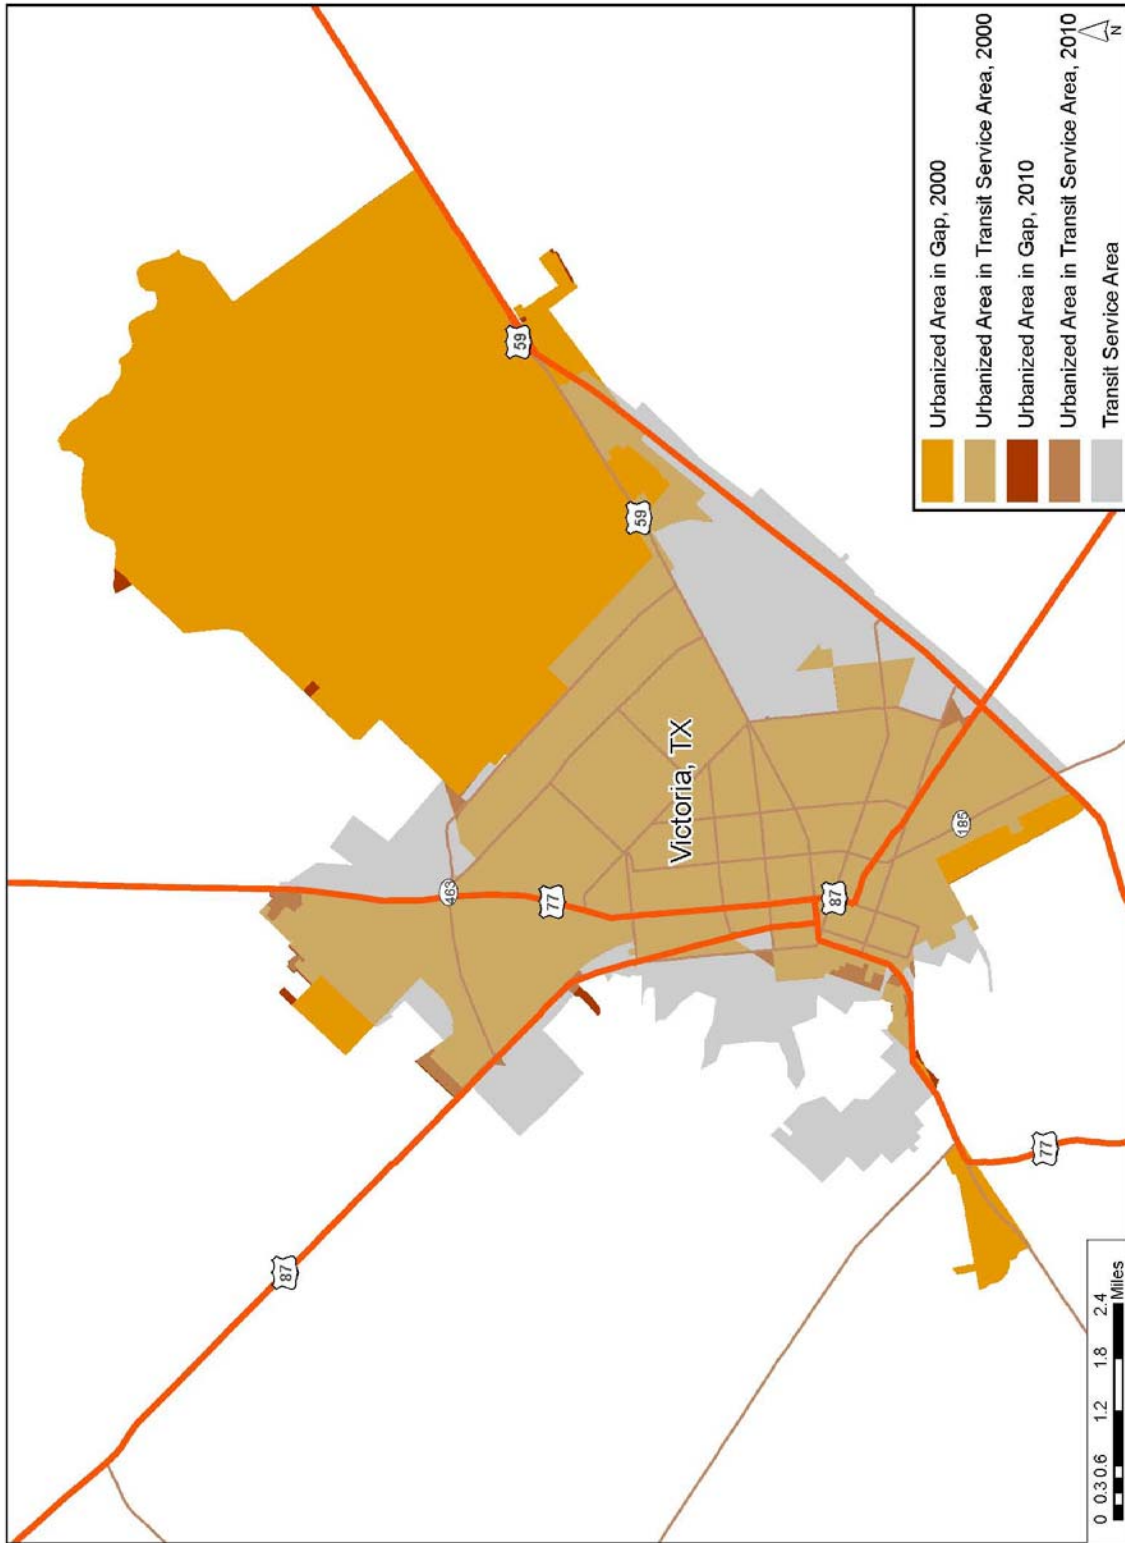 463
77
59
59
87
Victoria, TX
87
185
77
87
Urbanized Area in Gap, 2000
Urbanized Area in Transit Service Area, 2000
Urbanized Area in Gap, 2010
Urbanized Area in Transit Service Area, 2010
Transit Service Area
N
0 0.3 0.6 1.2 1.8 2.4
Miles